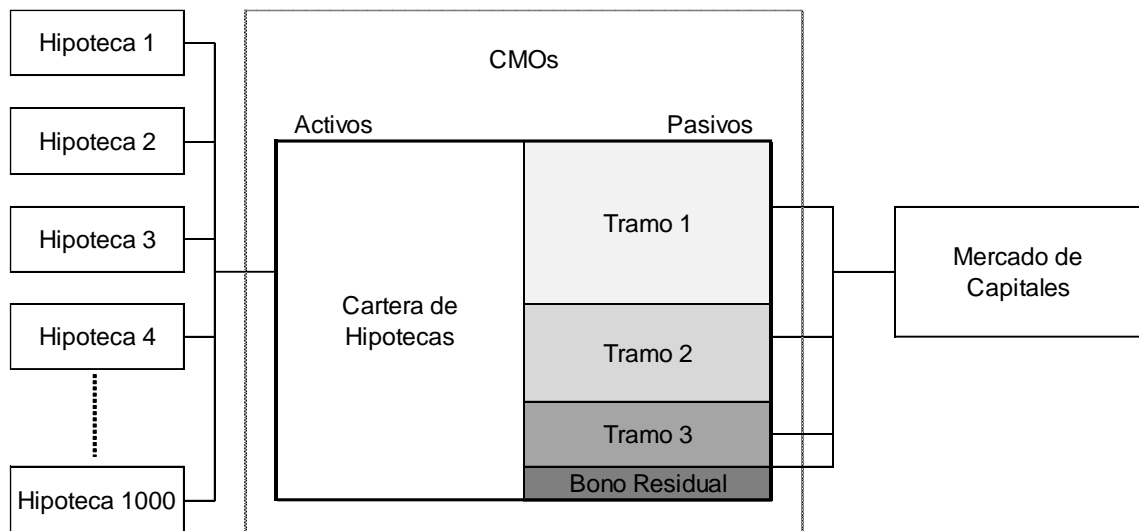 Hipoteca 1
Hipoteca 2
Hipoteca 3
Hipoteca 4
Hipoteca 1000
CMOs
Activos
Pasivos
Cartera de
Hipotecas
Tramo 1
Tramo 2
Tramo 3
Bono Residual
Mercado de
Capitales